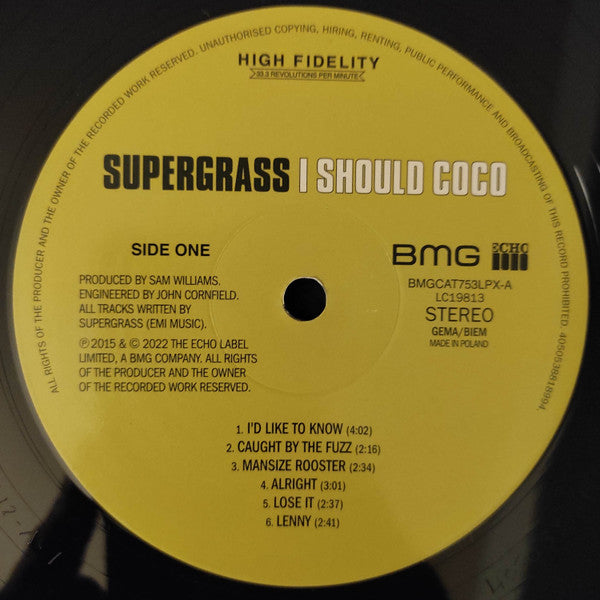 ALL RIGHTS OF THE PRODUCER AND THE OWNER OF THE RECORDED WORK RESERVED. UNAUTHORISED COPYING, HIRING, RENTING, PUBLIC PERFORMANCE AND BROADCASTING OF THIS RECORD PROHIBITED. 4050538818994.
HIGH FIDELITY
33.3 REVOLUTIONS PER MINUTE
SUPERGRASS I SHOULD COCO
SIDE ONE
PRODUCED BY SAM WILLIAMS.
ENGINEERED BY JOHN CORNFIELD.
ALL TRACKS WRITTEN BY
SUPERGRASS (EMI MUSIC).
℗ 2015 & © 2022 THE ECHO LABEL
LIMITED, A BMG COMPANY. ALL RIGHTS
OF THE PRODUCER AND THE OWNER
OF THE RECORDED WORK RESERVED.
BMG ECHO
BMGCAT753LPX-A
LC19813
STEREO
GEMA/BIEM
MADE IN POLAND
1. I'D LIKE TO KNOW (4:02)
2. CAUGHT BY THE FUZZ (2:16)
3. MANSIZE ROOSTER (2:34)
4. ALRIGHT (3:01)
5. LOSE IT (2:37)
6. LENNY (2:41)